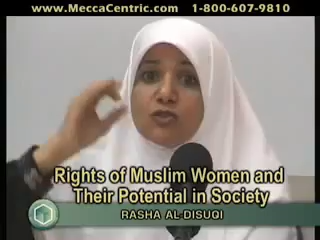 www.MeccaCentric.com 1-800-607-9810
Rights of Muslim Women and
Their Potential in Society
RASHA AL-DISUQI